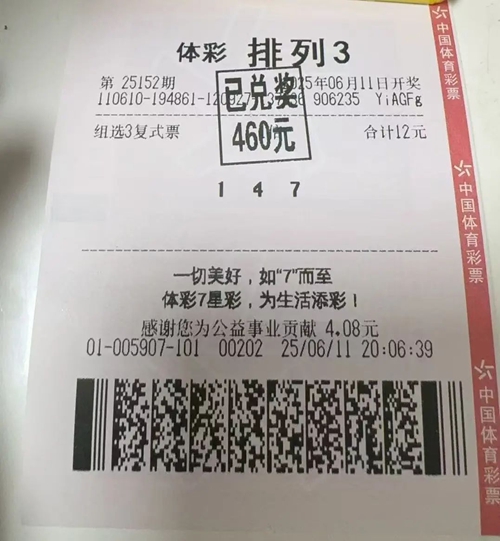 体彩 排列3
第 25152期 2025年06月11日开奖
110610-194861-120927 906235 YiAGFg
已兑奖
460元
组选3复式票 合计12元
1 4 7
一切美好，如“7”而至
体彩7星彩，为生活添彩！
感谢您为公益事业贡献 4.08元
01-005907-101 00202 25/06/11 20:06:39
中国体育彩票
中国体育彩票
中国体育彩票